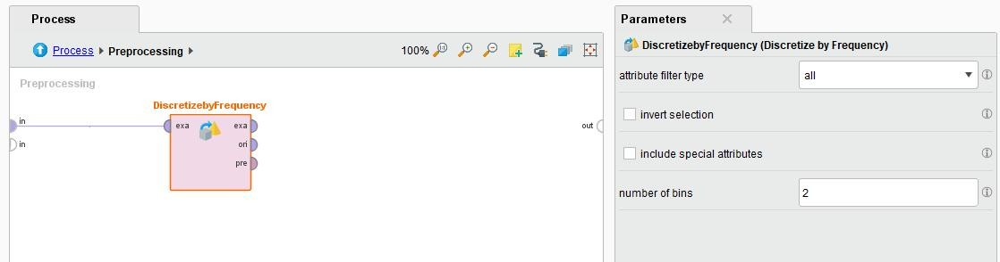 Process
Process Preprocessing
100%
Preprocessing
DiscretizebyFrequency
in
in
exa
exa
ori
pre
out
Parameters
DiscretizebyFrequency (Discretize by Frequency)
attribute filter type
all
invert selection
include special attributes
number of bins
2